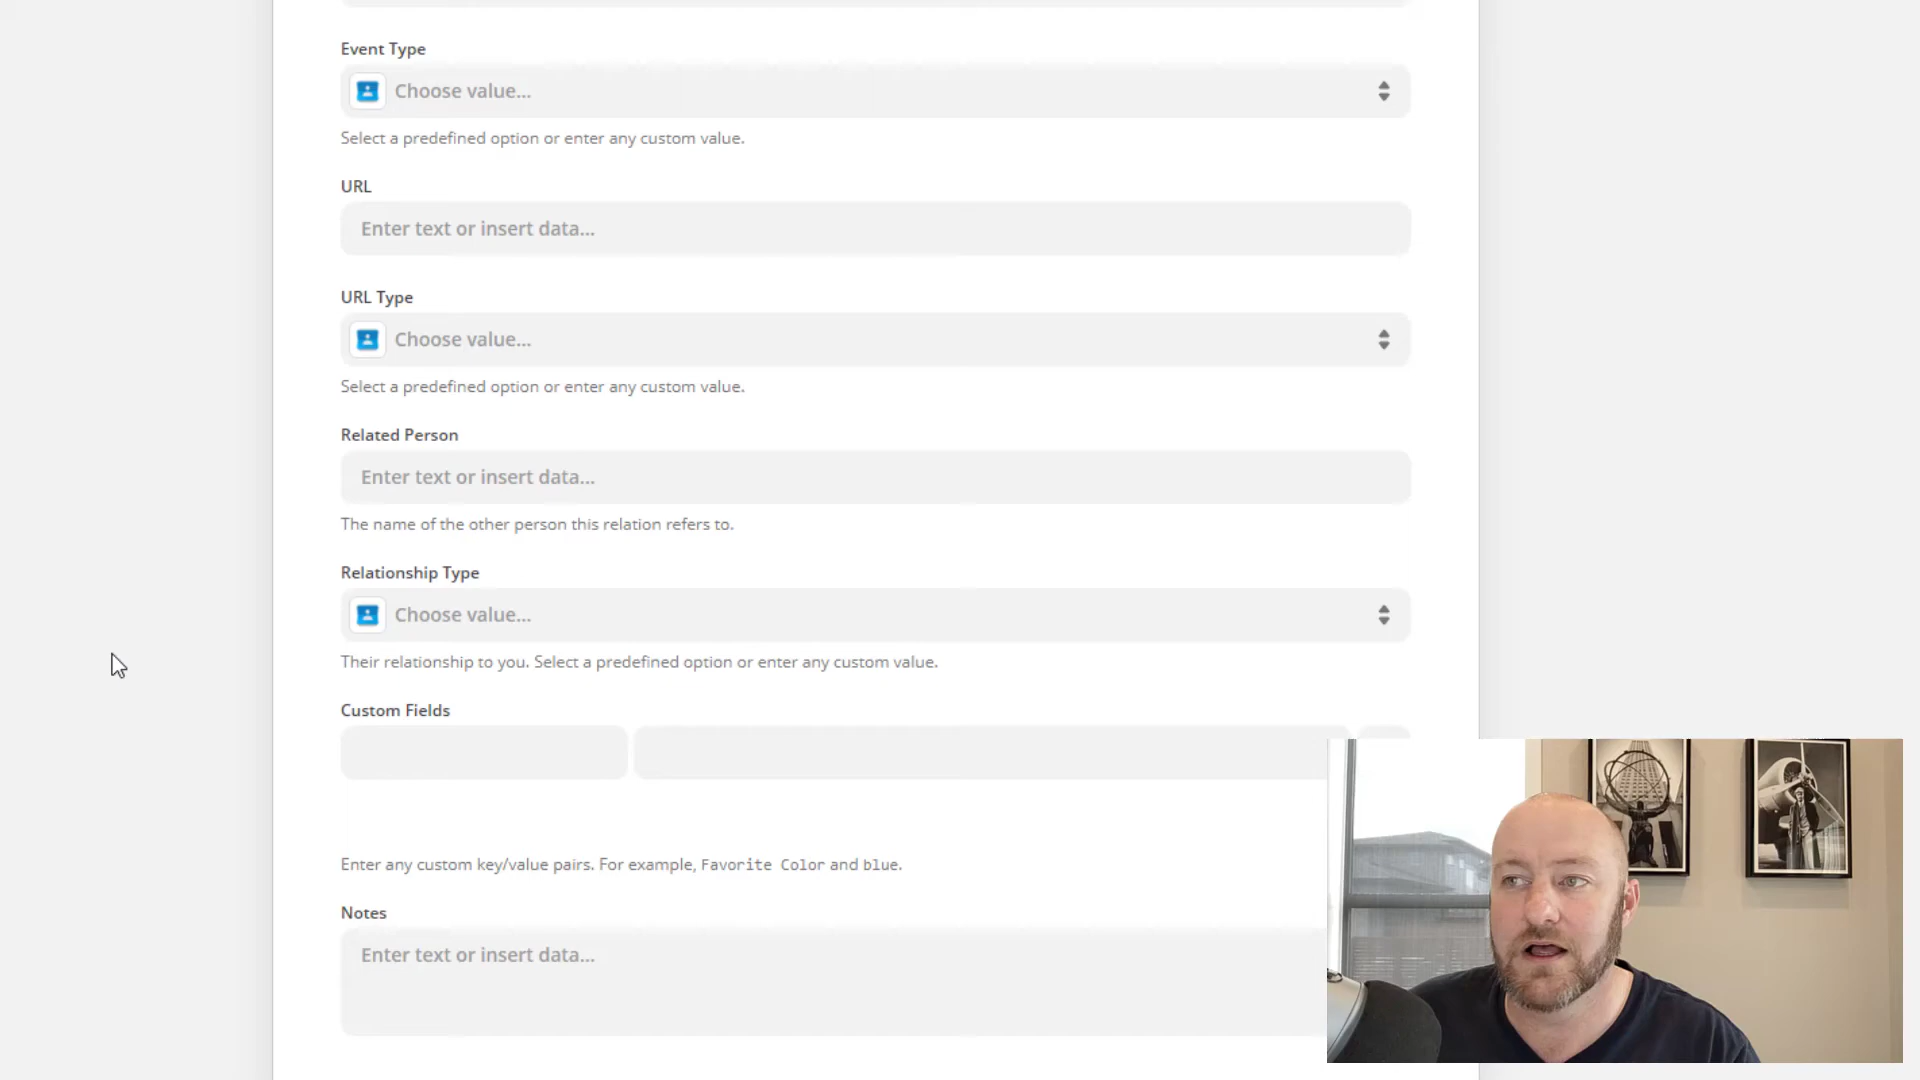 Event Type
Choose value...
Select a predefined option or enter any custom value.
URL
Enter text or insert data...
URL Type
Choose value...
Select a predefined option or enter any custom value.
Related Person
Enter text or insert data...
The name of the other person this relation refers to.
Relationship Type
Choose value...
Their relationship to you. Select a predefined option or enter any custom value.
Custom Fields
Enter any custom key/value pairs. For example, Favorite Color and blue.
Notes
Enter text or insert data...